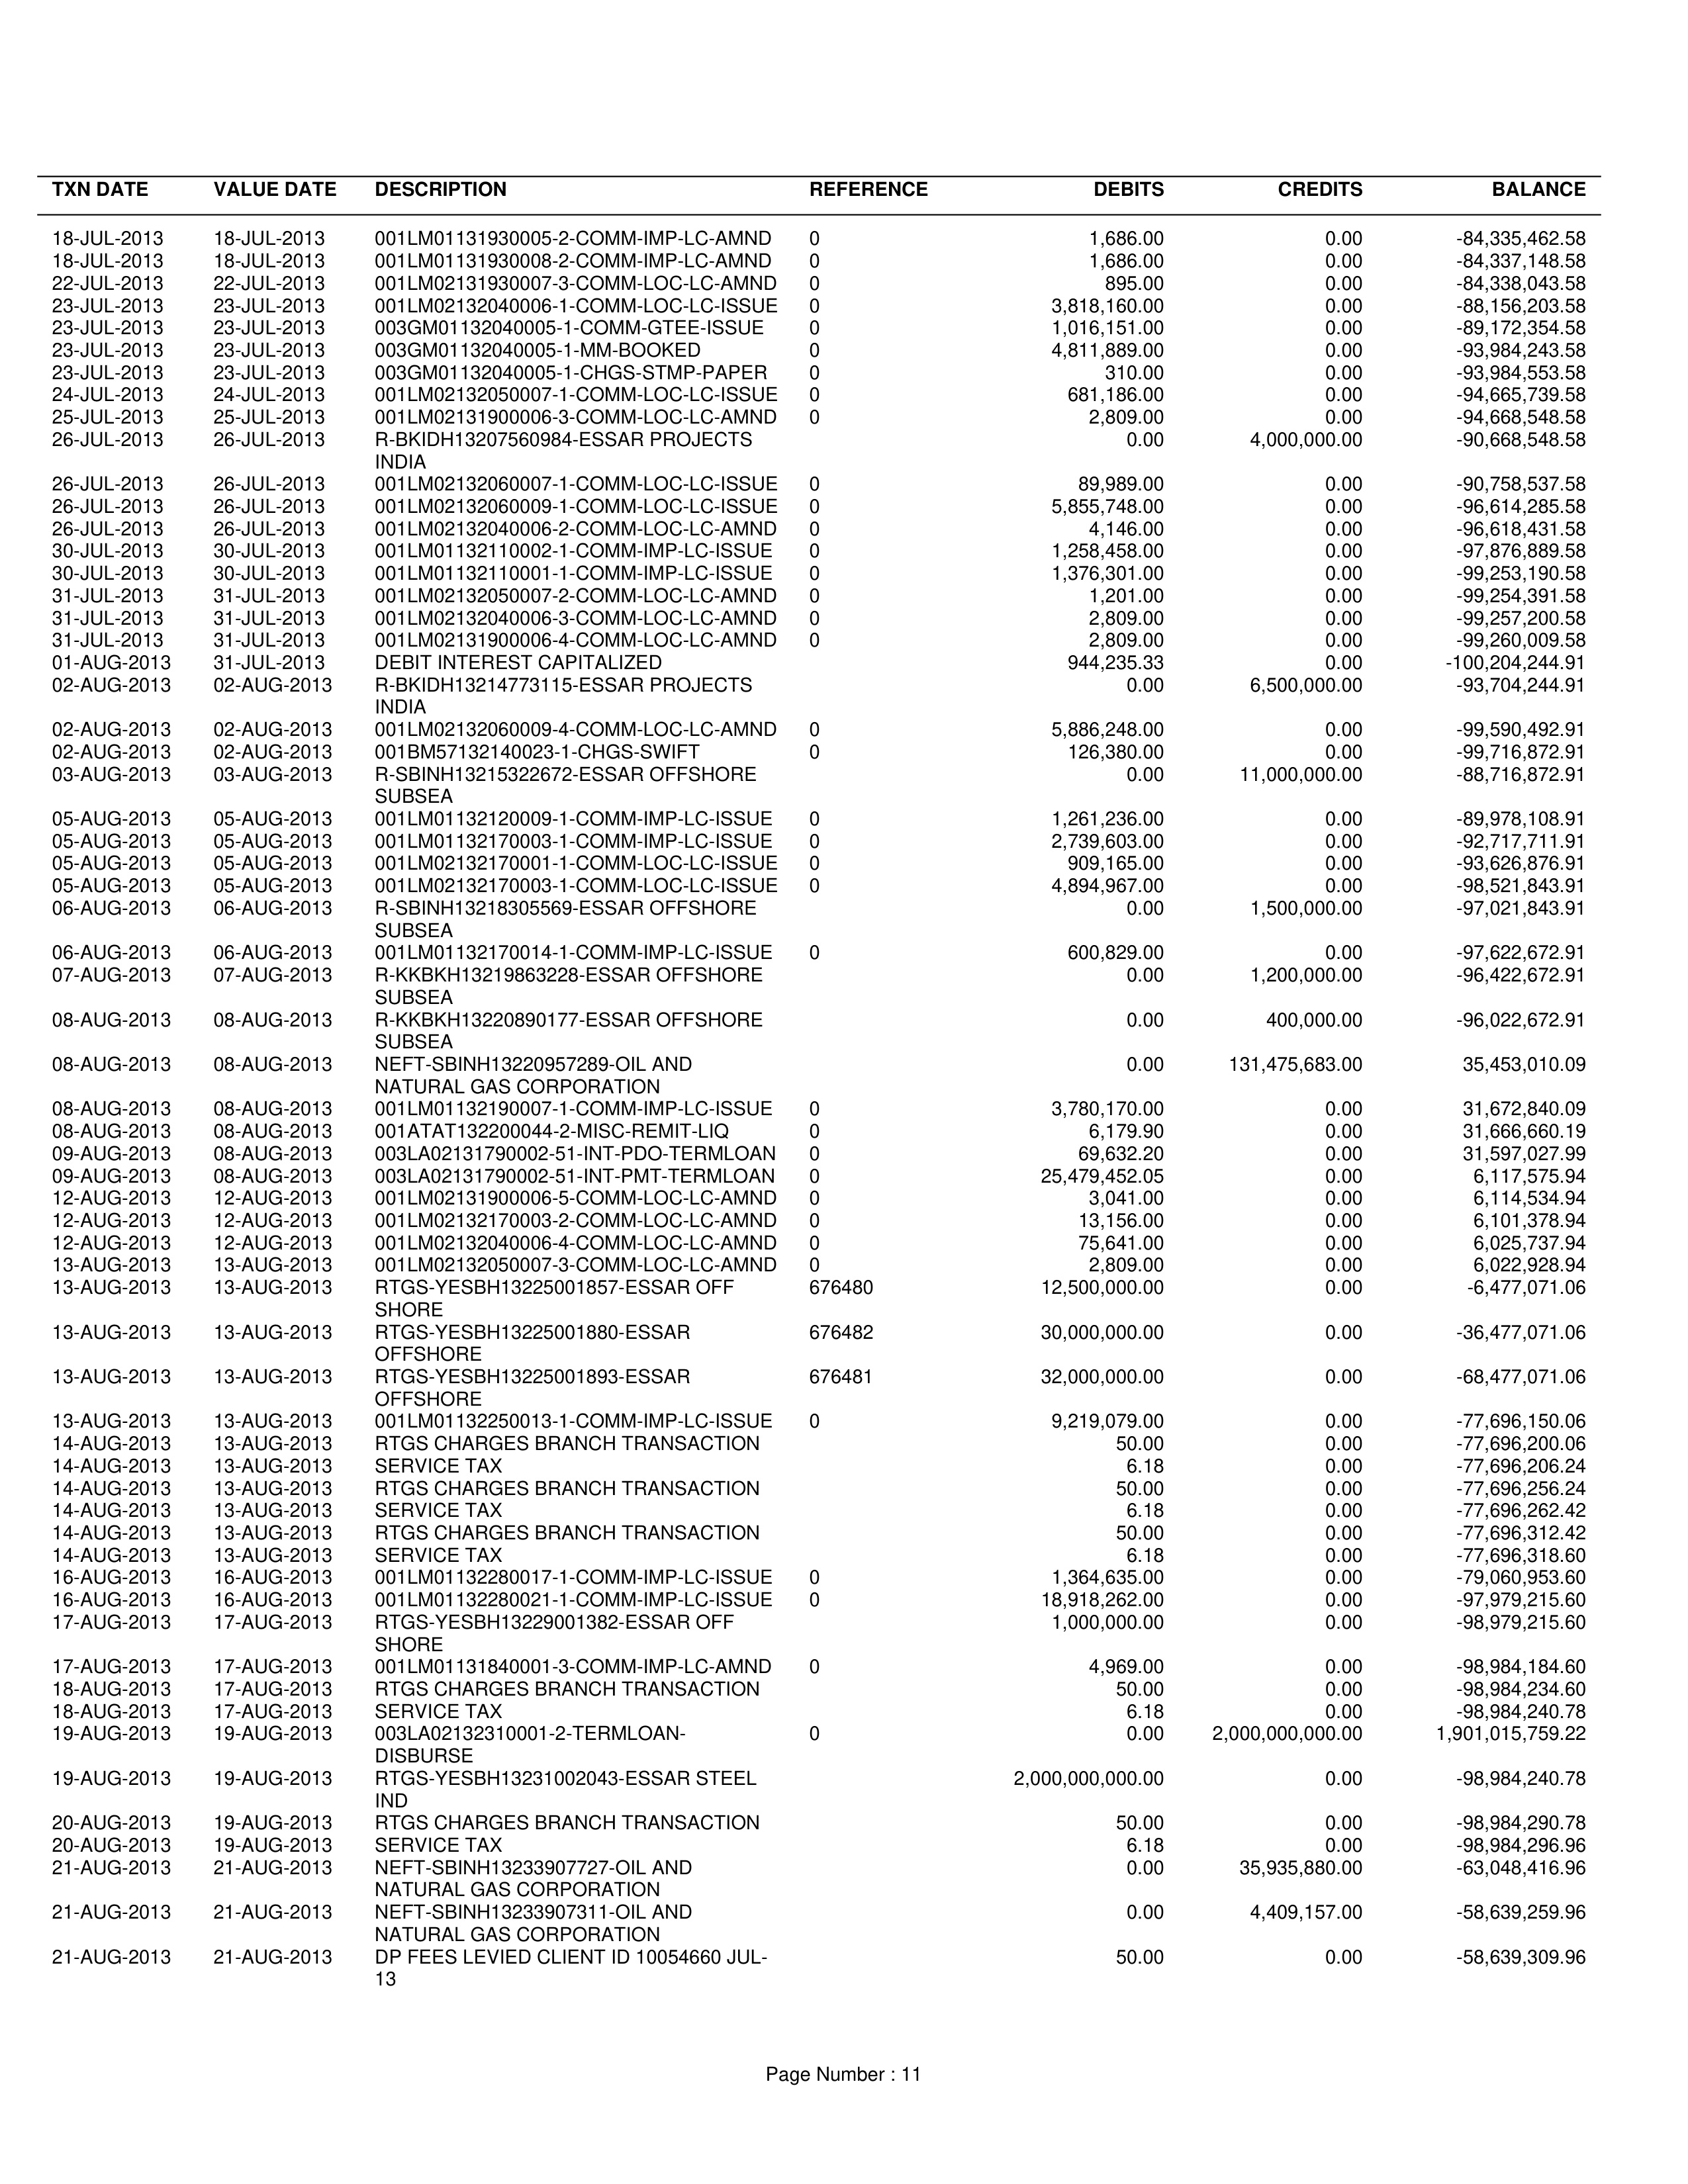 TXN DATE VALUE DATE DESCRIPTION REFERENCE DEBITS CREDITS BALANCE
18-JUL-2013 18-JUL-2013 001LM01131930005-2-COMM-IMP-LC-AMND 0 1,686.00 0.00 -84,335,462.58
18-JUL-2013 18-JUL-2013 001LM01131930008-2-COMM-IMP-LC-AMND 0 1,686.00 0.00 -84,337,148.58
22-JUL-2013 22-JUL-2013 001LM02131930007-3-COMM-LOC-LC-AMND 0 895.00 0.00 -84,338,043.58
23-JUL-2013 23-JUL-2013 001LM02132040006-1-COMM-LOC-LC-ISSUE 0 3,818,160.00 0.00 -88,156,203.58
23-JUL-2013 23-JUL-2013 003GM01132040005-1-COMM-GTEE-ISSUE 0 1,016,151.00 0.00 -89,172,354.58
23-JUL-2013 23-JUL-2013 003GM01132040005-1-MM-BOOKED 0 4,811,889.00 0.00 -93,984,243.58
23-JUL-2013 23-JUL-2013 003GM01132040005-1-CHGS-STMP-PAPER 0 310.00 0.00 -93,984,553.58
24-JUL-2013 24-JUL-2013 001LM02132050007-1-COMM-LOC-LC-ISSUE 0 681,186.00 0.00 -94,665,739.58
25-JUL-2013 25-JUL-2013 001LM02131900006-3-COMM-LOC-LC-AMND 0 2,809.00 0.00 -94,668,548.58
26-JUL-2013 26-JUL-2013 R-BKIDH13207560984-ESSAR PROJECTS 0.00 4,000,000.00 -90,668,548.58
INDIA
26-JUL-2013 26-JUL-2013 001LM02132060007-1-COMM-LOC-LC-ISSUE 0 89,989.00 0.00 -90,758,537.58
26-JUL-2013 26-JUL-2013 001LM02132060009-1-COMM-LOC-LC-ISSUE 0 5,855,748.00 0.00 -96,614,285.58
26-JUL-2013 26-JUL-2013 001LM02132040006-2-COMM-LOC-LC-AMND 0 4,146.00 0.00 -96,618,431.58
30-JUL-2013 30-JUL-2013 001LM01132110002-1-COMM-IMP-LC-ISSUE 0 1,258,458.00 0.00 -97,876,889.58
30-JUL-2013 30-JUL-2013 001LM01132110001-1-COMM-IMP-LC-ISSUE 0 1,376,301.00 0.00 -99,253,190.58
31-JUL-2013 31-JUL-2013 001LM02132050007-2-COMM-LOC-LC-AMND 0 1,201.00 0.00 -99,254,391.58
31-JUL-2013 31-JUL-2013 001LM02132040006-3-COMM-LOC-LC-AMND 0 2,809.00 0.00 -99,257,200.58
31-JUL-2013 31-JUL-2013 001LM02131900006-4-COMM-LOC-LC-AMND 0 2,809.00 0.00 -99,260,009.58
01-AUG-2013 31-JUL-2013 DEBIT INTEREST CAPITALIZED 944,235.33 0.00 -100,204,244.91
02-AUG-2013 02-AUG-2013 R-BKIDH13214773115-ESSAR PROJECTS 0.00 6,500,000.00 -93,704,244.91
INDIA
02-AUG-2013 02-AUG-2013 001LM02132060009-4-COMM-LOC-LC-AMND 0 5,886,248.00 0.00 -99,590,492.91
02-AUG-2013 02-AUG-2013 001BM57132140023-1-CHGS-SWIFT 0 126,380.00 0.00 -99,716,872.91
03-AUG-2013 03-AUG-2013 R-SBINH13215322672-ESSAR OFFSHORE 0.00 11,000,000.00 -88,716,872.91
SUBSEA
05-AUG-2013 05-AUG-2013 001LM01132120009-1-COMM-IMP-LC-ISSUE 0 1,261,236.00 0.00 -89,978,108.91
05-AUG-2013 05-AUG-2013 001LM01132170003-1-COMM-IMP-LC-ISSUE 0 2,739,603.00 0.00 -92,717,711.91
05-AUG-2013 05-AUG-2013 001LM02132170001-1-COMM-LOC-LC-ISSUE 0 909,165.00 0.00 -93,626,876.91
05-AUG-2013 05-AUG-2013 001LM02132170003-1-COMM-LOC-LC-ISSUE 0 4,894,967.00 0.00 -98,521,843.91
06-AUG-2013 06-AUG-2013 R-SBINH13218305569-ESSAR OFFSHORE 0.00 1,500,000.00 -97,021,843.91
SUBSEA
06-AUG-2013 06-AUG-2013 001LM01132170014-1-COMM-IMP-LC-ISSUE 0 600,829.00 0.00 -97,622,672.91
07-AUG-2013 07-AUG-2013 R-KKBKH13219863228-ESSAR OFFSHORE 0.00 1,200,000.00 -96,422,672.91
SUBSEA
08-AUG-2013 08-AUG-2013 R-KKBKH13220890177-ESSAR OFFSHORE 0.00 400,000.00 -96,022,672.91
SUBSEA
08-AUG-2013 08-AUG-2013 NEFT-SBINH13220957289-OIL AND 0.00 131,475,683.00 35,453,010.09
NATURAL GAS CORPORATION
08-AUG-2013 08-AUG-2013 001LM01132190007-1-COMM-IMP-LC-ISSUE 0 3,780,170.00 0.00 31,672,840.09
08-AUG-2013 08-AUG-2013 001ATAT132200044-2-MISC-REMIT-LIQ 0 6,179.90 0.00 31,666,660.19
09-AUG-2013 08-AUG-2013 003LA02131790002-51-INT-PDO-TERMLOAN 0 69,632.20 0.00 31,597,027.99
09-AUG-2013 08-AUG-2013 003LA02131790002-51-INT-PMT-TERMLOAN 0 25,479,452.05 0.00 6,117,575.94
12-AUG-2013 12-AUG-2013 001LM02131900006-5-COMM-LOC-LC-AMND 0 3,041.00 0.00 6,114,534.94
12-AUG-2013 12-AUG-2013 001LM02132170003-2-COMM-LOC-LC-AMND 0 13,156.00 0.00 6,101,378.94
12-AUG-2013 12-AUG-2013 001LM02132040006-4-COMM-LOC-LC-AMND 0 75,641.00 0.00 6,025,737.94
13-AUG-2013 13-AUG-2013 001LM02132050007-3-COMM-LOC-LC-AMND 0 2,809.00 0.00 6,022,928.94
13-AUG-2013 13-AUG-2013 RTGS-YESBH13225001857-ESSAR OFF 676480 12,500,000.00 0.00 -6,477,071.06
SHORE
13-AUG-2013 13-AUG-2013 RTGS-YESBH13225001880-ESSAR 676482 30,000,000.00 0.00 -36,477,071.06
OFFSHORE
13-AUG-2013 13-AUG-2013 RTGS-YESBH13225001893-ESSAR 676481 32,000,000.00 0.00 -68,477,071.06
OFFSHORE
13-AUG-2013 13-AUG-2013 001LM01132250013-1-COMM-IMP-LC-ISSUE 0 9,219,079.00 0.00 -77,696,150.06
14-AUG-2013 13-AUG-2013 RTGS CHARGES BRANCH TRANSACTION 50.00 0.00 -77,696,200.06
14-AUG-2013 13-AUG-2013 SERVICE TAX 6.18 0.00 -77,696,206.24
14-AUG-2013 13-AUG-2013 RTGS CHARGES BRANCH TRANSACTION 50.00 0.00 -77,696,256.24
14-AUG-2013 13-AUG-2013 SERVICE TAX 6.18 0.00 -77,696,262.42
14-AUG-2013 13-AUG-2013 RTGS CHARGES BRANCH TRANSACTION 50.00 0.00 -77,696,312.42
14-AUG-2013 13-AUG-2013 SERVICE TAX 6.18 0.00 -77,696,318.60
16-AUG-2013 16-AUG-2013 001LM01132280017-1-COMM-IMP-LC-ISSUE 0 1,364,635.00 0.00 -79,060,953.60
16-AUG-2013 16-AUG-2013 001LM01132280021-1-COMM-IMP-LC-ISSUE 0 18,918,262.00 0.00 -97,979,215.60
17-AUG-2013 17-AUG-2013 RTGS-YESBH13229001382-ESSAR OFF 1,000,000.00 0.00 -98,979,215.60
SHORE
17-AUG-2013 17-AUG-2013 001LM01131840001-3-COMM-IMP-LC-AMND 0 4,969.00 0.00 -98,984,184.60
18-AUG-2013 17-AUG-2013 RTGS CHARGES BRANCH TRANSACTION 50.00 0.00 -98,984,234.60
18-AUG-2013 17-AUG-2013 SERVICE TAX 6.18 0.00 -98,984,240.78
19-AUG-2013 19-AUG-2013 003LA02132310001-2-TERMLOAN- 0 0.00 2,000,000,000.00 1,901,015,759.22
DISBURSE
19-AUG-2013 19-AUG-2013 RTGS-YESBH13231002043-ESSAR STEEL 2,000,000,000.00 0.00 -98,984,240.78
IND
20-AUG-2013 19-AUG-2013 RTGS CHARGES BRANCH TRANSACTION 50.00 0.00 -98,984,290.78
20-AUG-2013 19-AUG-2013 SERVICE TAX 6.18 0.00 -98,984,296.96
21-AUG-2013 21-AUG-2013 NEFT-SBINH13233907727-OIL AND 0.00 35,935,880.00 -63,048,416.96
NATURAL GAS CORPORATION
21-AUG-2013 21-AUG-2013 NEFT-SBINH13233907311-OIL AND 0.00 4,409,157.00 -58,639,259.96
NATURAL GAS CORPORATION
21-AUG-2013 21-AUG-2013 DP FEES LEVIED CLIENT ID 10054660 JUL- 50.00 0.00 -58,639,309.96
13
Page Number : 11